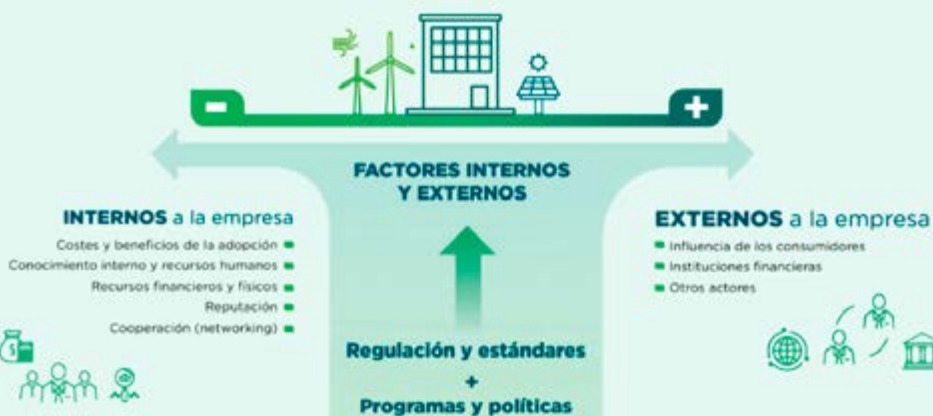 -
+
FACTORES INTERNOS
Y EXTERNOS
INTERNOS a la empresa
Costes y beneficios de la adopción
Conocimiento interno y recursos humanos
Recursos financieros y físicos
Reputación
Cooperación (networking)
EXTERNOS a la empresa
Influencia de los consumidores
Instituciones financieras
Otros actores
$
Regulación y estándares
+
Programas y políticas